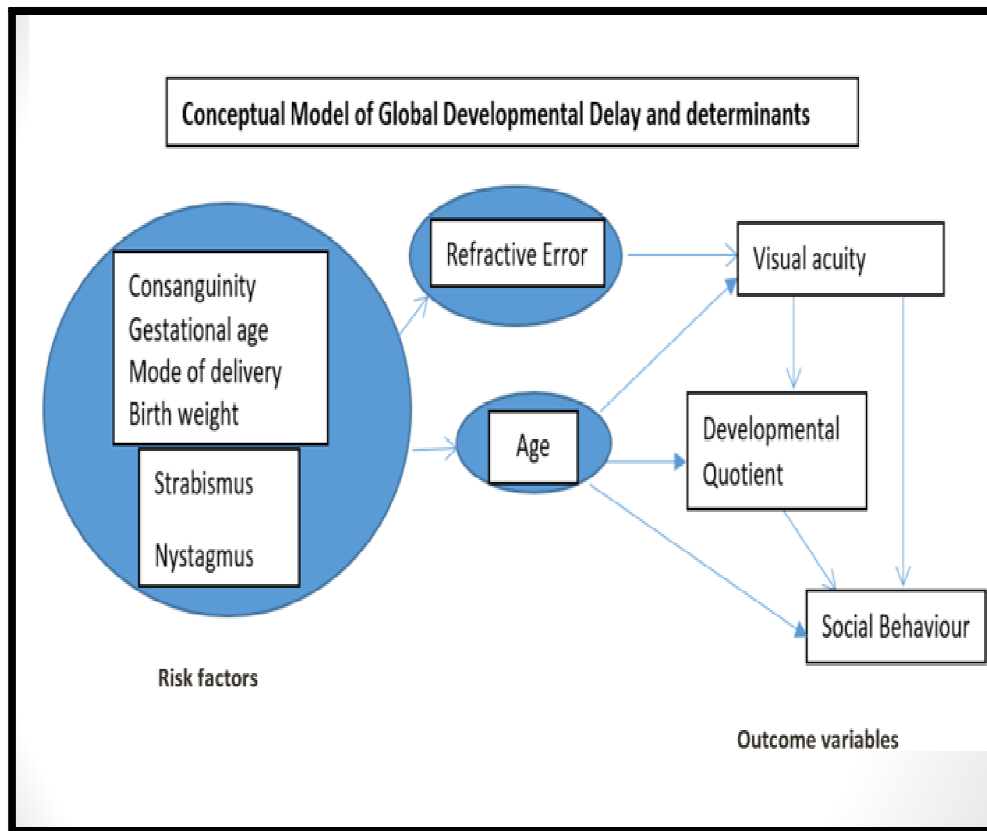 Conceptual Model of Global Developmental Delay and determinants
Consanguinity
Gestational age
Mode of delivery
Birth weight
Strabismus
Nystagmus
Risk factors
Refractive Error
Age
Visual acuity
Developmental
Quotient
Social Behaviour
Outcome variables